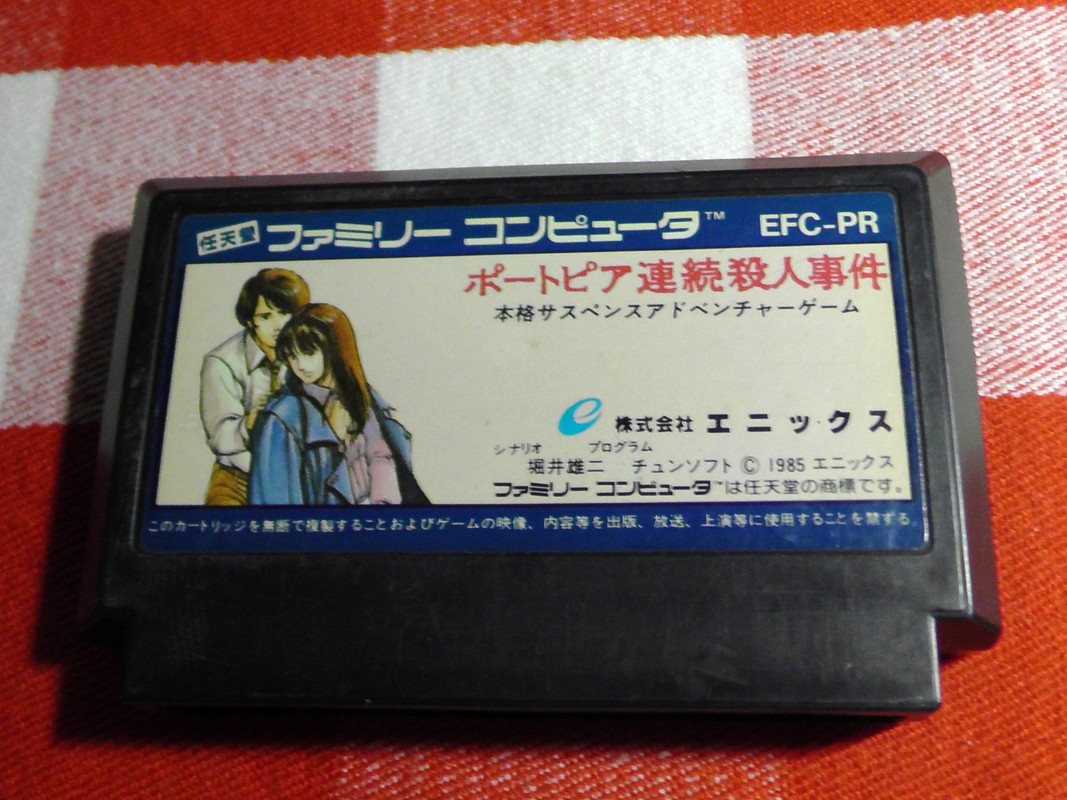 任天堂 ファミリー コンピュータ™ EFC-PR
ポートピア連続殺人事件
本格サスペンスアドベンチャーゲーム
e 株式会社 エニックス
シナリオ プログラム
堀井雄二 チュンソフト © 1985 エニックス
ファミリー コンピュータ™は任天堂の商標です。
このカートリッジを無断で複製することおよびゲームの映像、内容等を出版、放送、上演等に使用することを禁ずる。